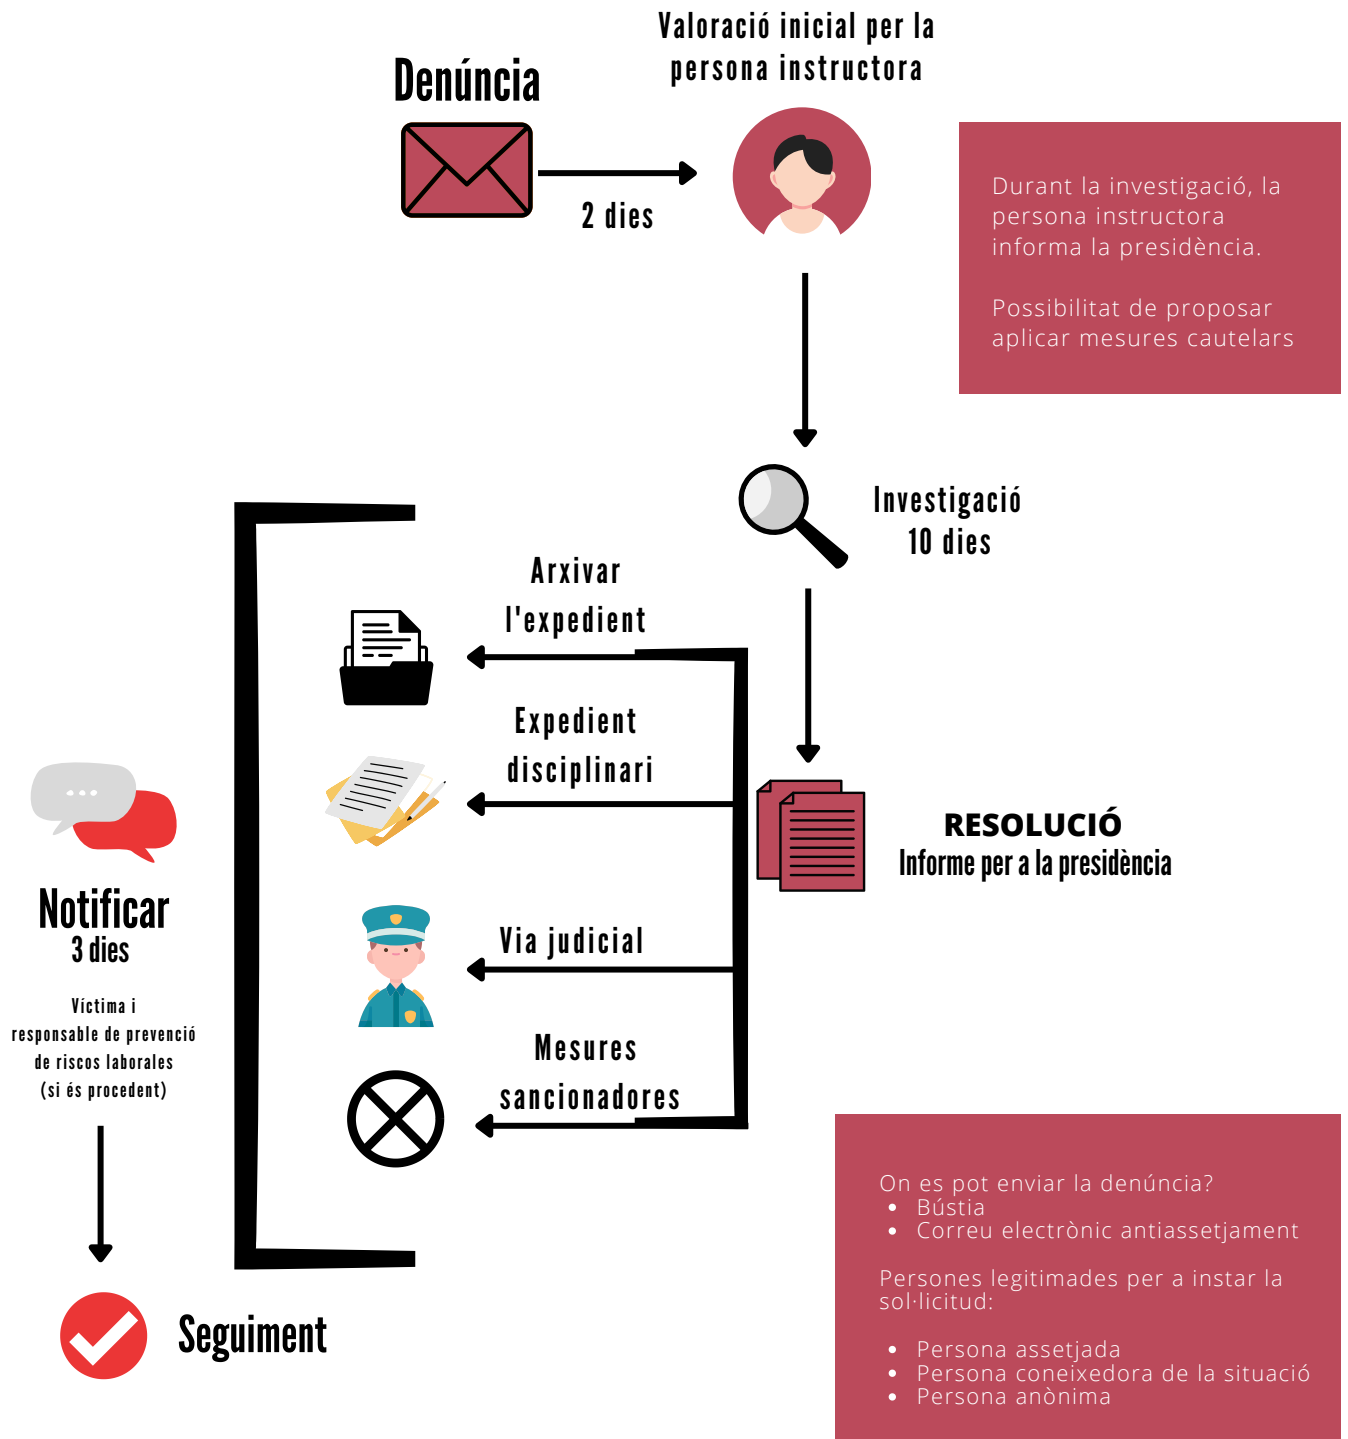 Valoració inicial per la
persona instructora
Denúncia
2 dies
Durant la investigació, la
persona instructora
informa la presidència.
Possibilitat de proposar
aplicar mesures cautelars
Investigació
10 dies
Arxivar
l'expedient
Expedient
disciplinari
Via judicial
Mesures
sancionadores
RESOLUCIÓ
Informe per a la presidència
Notificar
3 dies
Víctima i
responsable de prevenció
de riscos laborales
(si és procedent)
Seguiment
On es pot enviar la denúncia?
• Bústia
• Correu electrònic antiassetjament
Persones legitimades per a instar la
sol·licitud:
• Persona assetjada
• Persona coneixedora de la situació
• Persona anònima